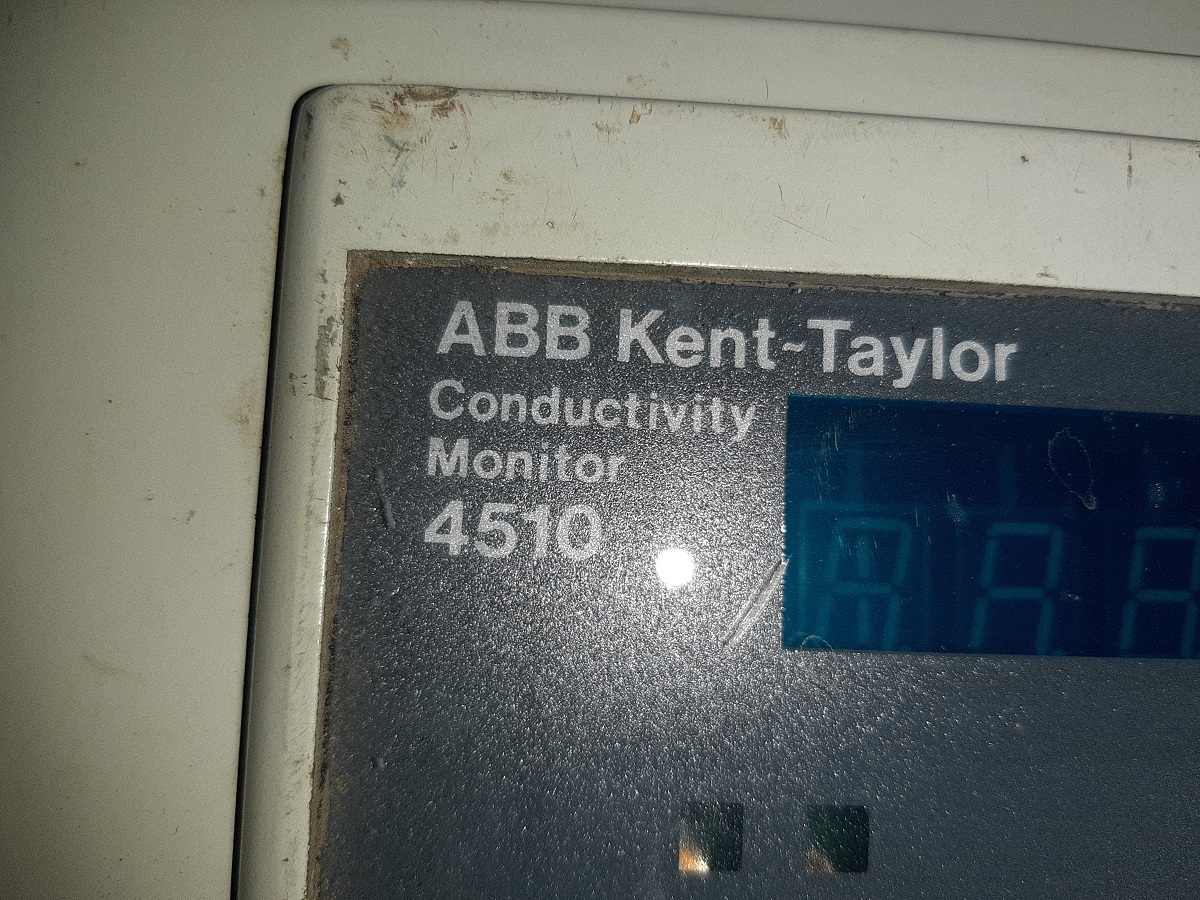 ABB Kent-Taylor
Conductivity
Monitor
4510